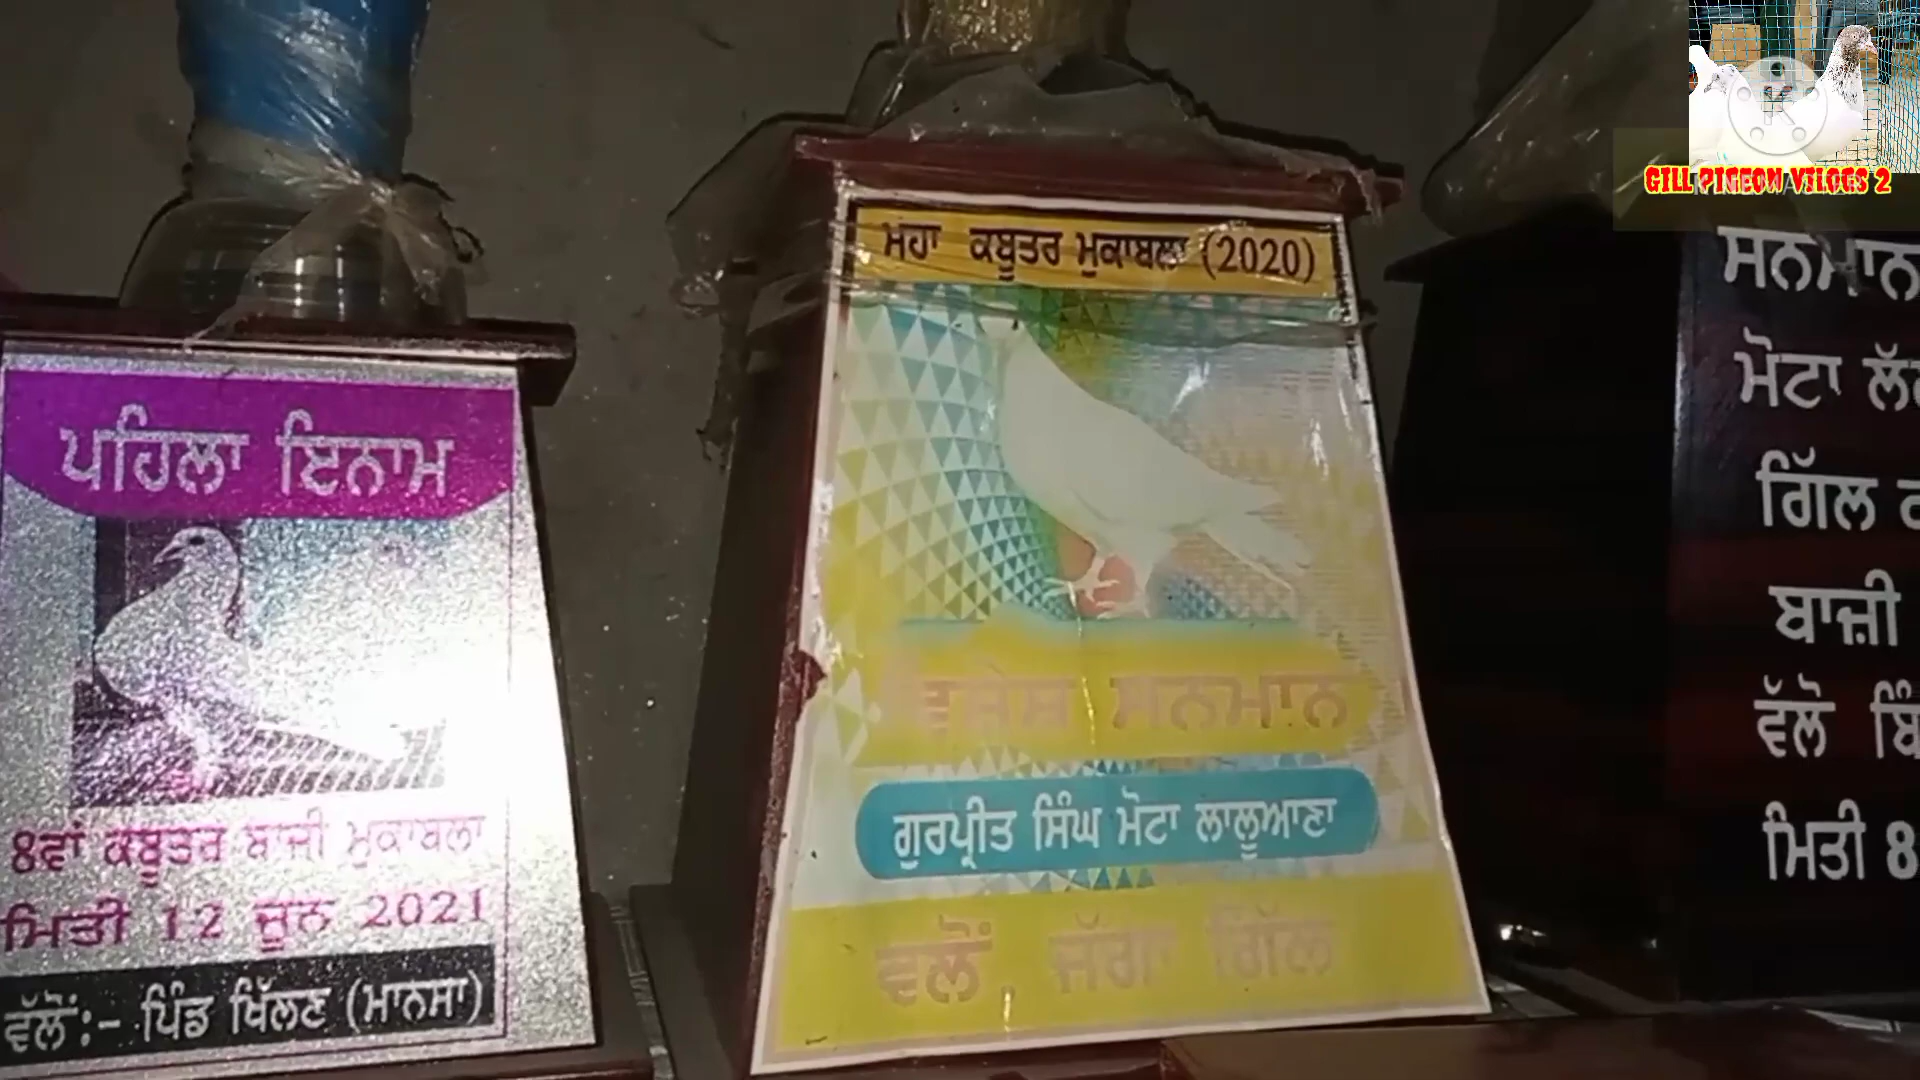 GILL PIGEON VILOGS 2
ਪਹਿਲਾ ਇਨਾਮ
8ਵਾਂ ਕਬੂਤਰ ਬਾਜ਼ੀ ਮੁਕਾਬਲਾ
ਮਿਤੀ 12 ਜੂਨ 2021
ਵੱਲੋਂ:- ਪਿੰਡ ਖਿੱਲਣ (ਮਾਨਸਾ)
ਮਹਾ ਕਬੂਤਰ ਮੁਕਾਬਲਾ (2020)
ਵਿਸ਼ੇਸ਼ ਸਨਮਾਨ
ਗੁਰਪ੍ਰੀਤ ਸਿੰਘ ਮੋਟਾ ਲਾਲੂਆਣਾ
ਵਲੋਂ, ਜੱਗਾ ਗਿੱਲ
ਸਨਮਾਨ
ਮੋਟਾ
ਗਿੱਲ
ਬਾਜ਼ੀ
ਵੱਲੋ
ਮਿਤੀ 8